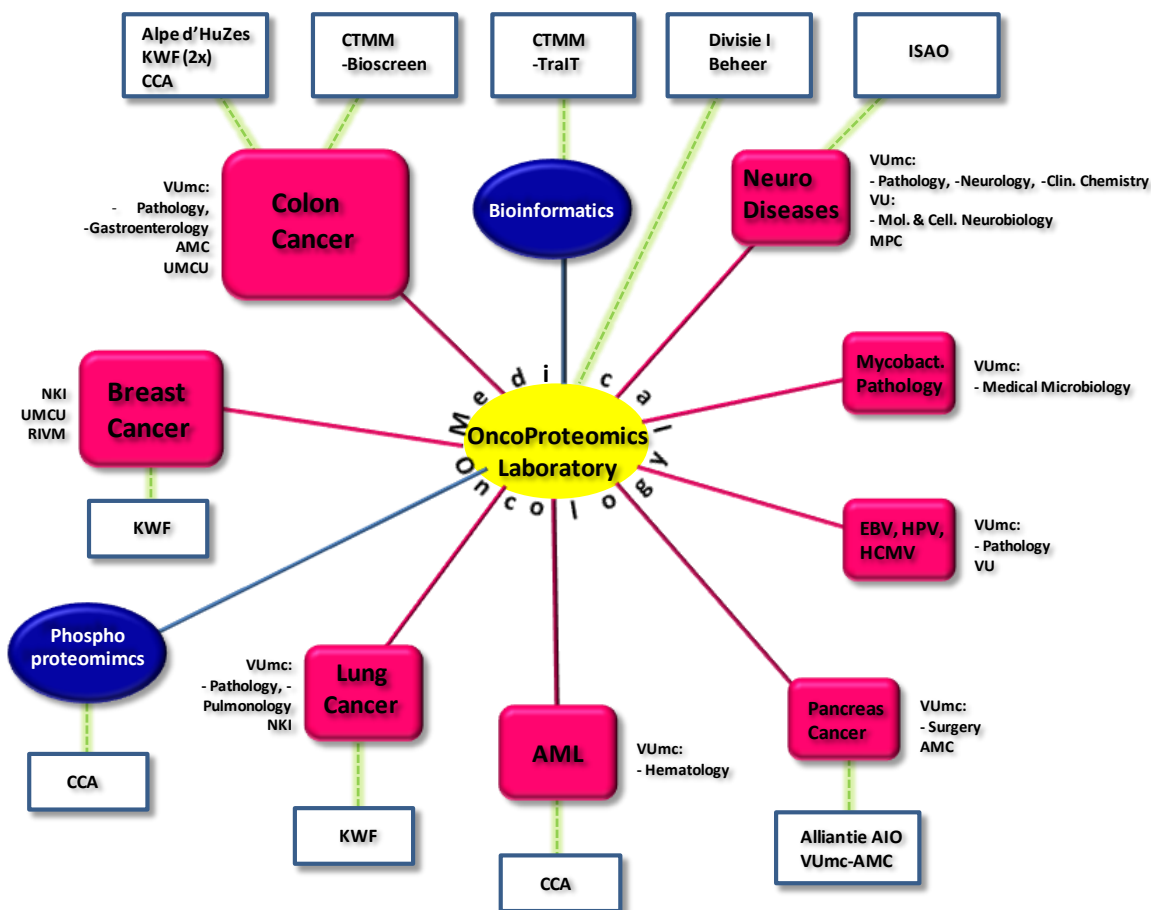 Alpe d’HuZes
KWF (2x)
CCA
CTMM
-Bioscreen
CTMM
-TraIT
Divisie I
Beheer
ISAO
VUmc:
- Pathology,
-Gastroenterology
AMC
UMCU
Colon
Cancer
Bioinformatics
Neuro
Diseases
VUmc:
- Pathology, -Neurology, -Clin. Chemistry
VU:
- Mol. & Cell. Neurobiology
MPC
NKI
UMCU
RIVM
Breast
Cancer
KWF
Medical
OncoProteomics
Laboratory
Oncology
Mycobact.
Pathology
VUmc:
- Medical Microbiology
EBV, HPV,
HCMV
VUmc:
- Pathology
VU
Phospho
proteomimcs
CCA
VUmc:
- Pathology, -
Pulmonology
NKI
Lung
Cancer
KWF
AML
VUmc:
- Hematology
CCA
Pancreas
Cancer
VUmc:
- Surgery
AMC
Alliantie AIO
VUmc-AMC